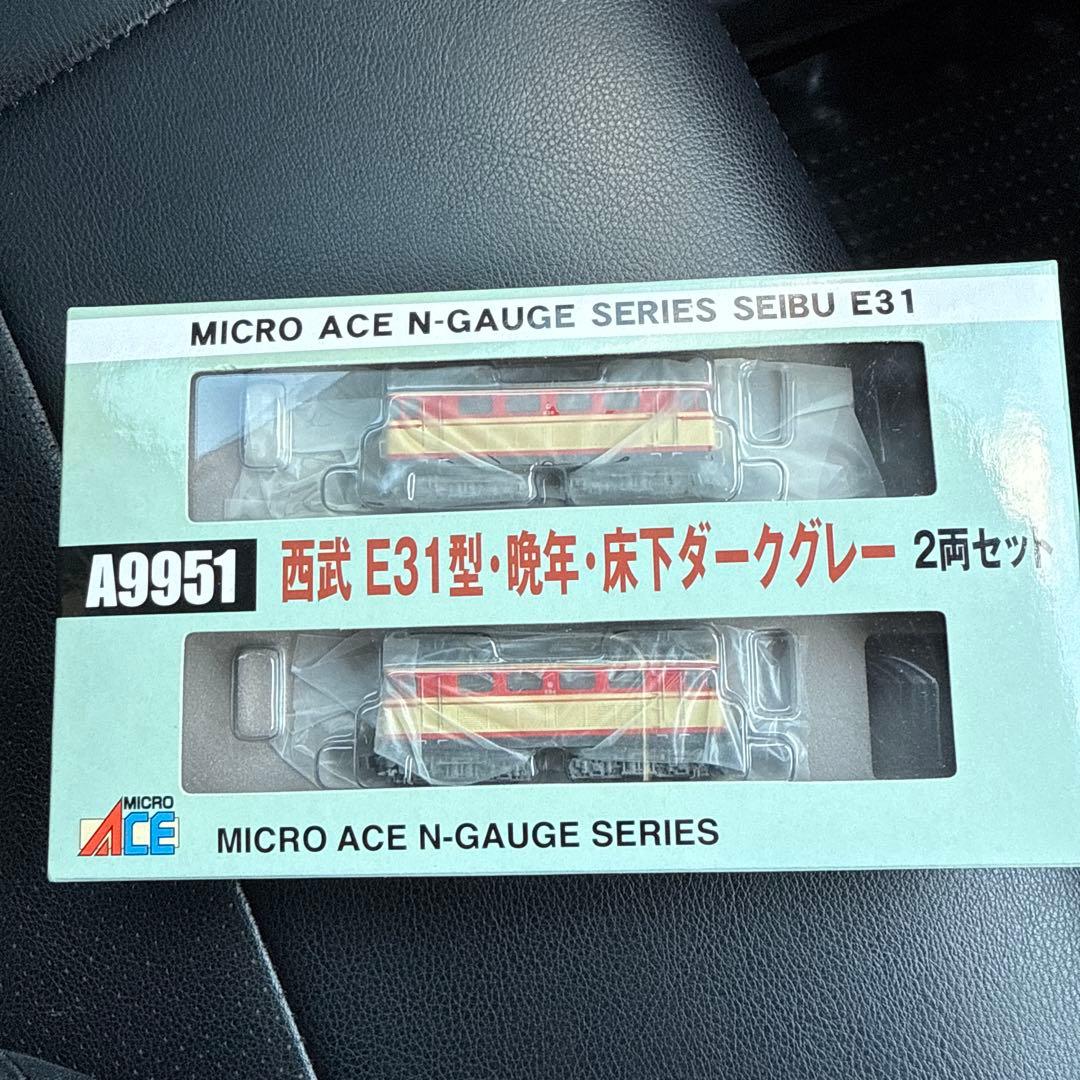 MICRO ACE N-GAUGE SERIES SEIBU E31
A9951 西武 E31型・晩年・床下ダークグレー 2両セット
MICRO ACE
MICRO ACE N-GAUGE SERIES